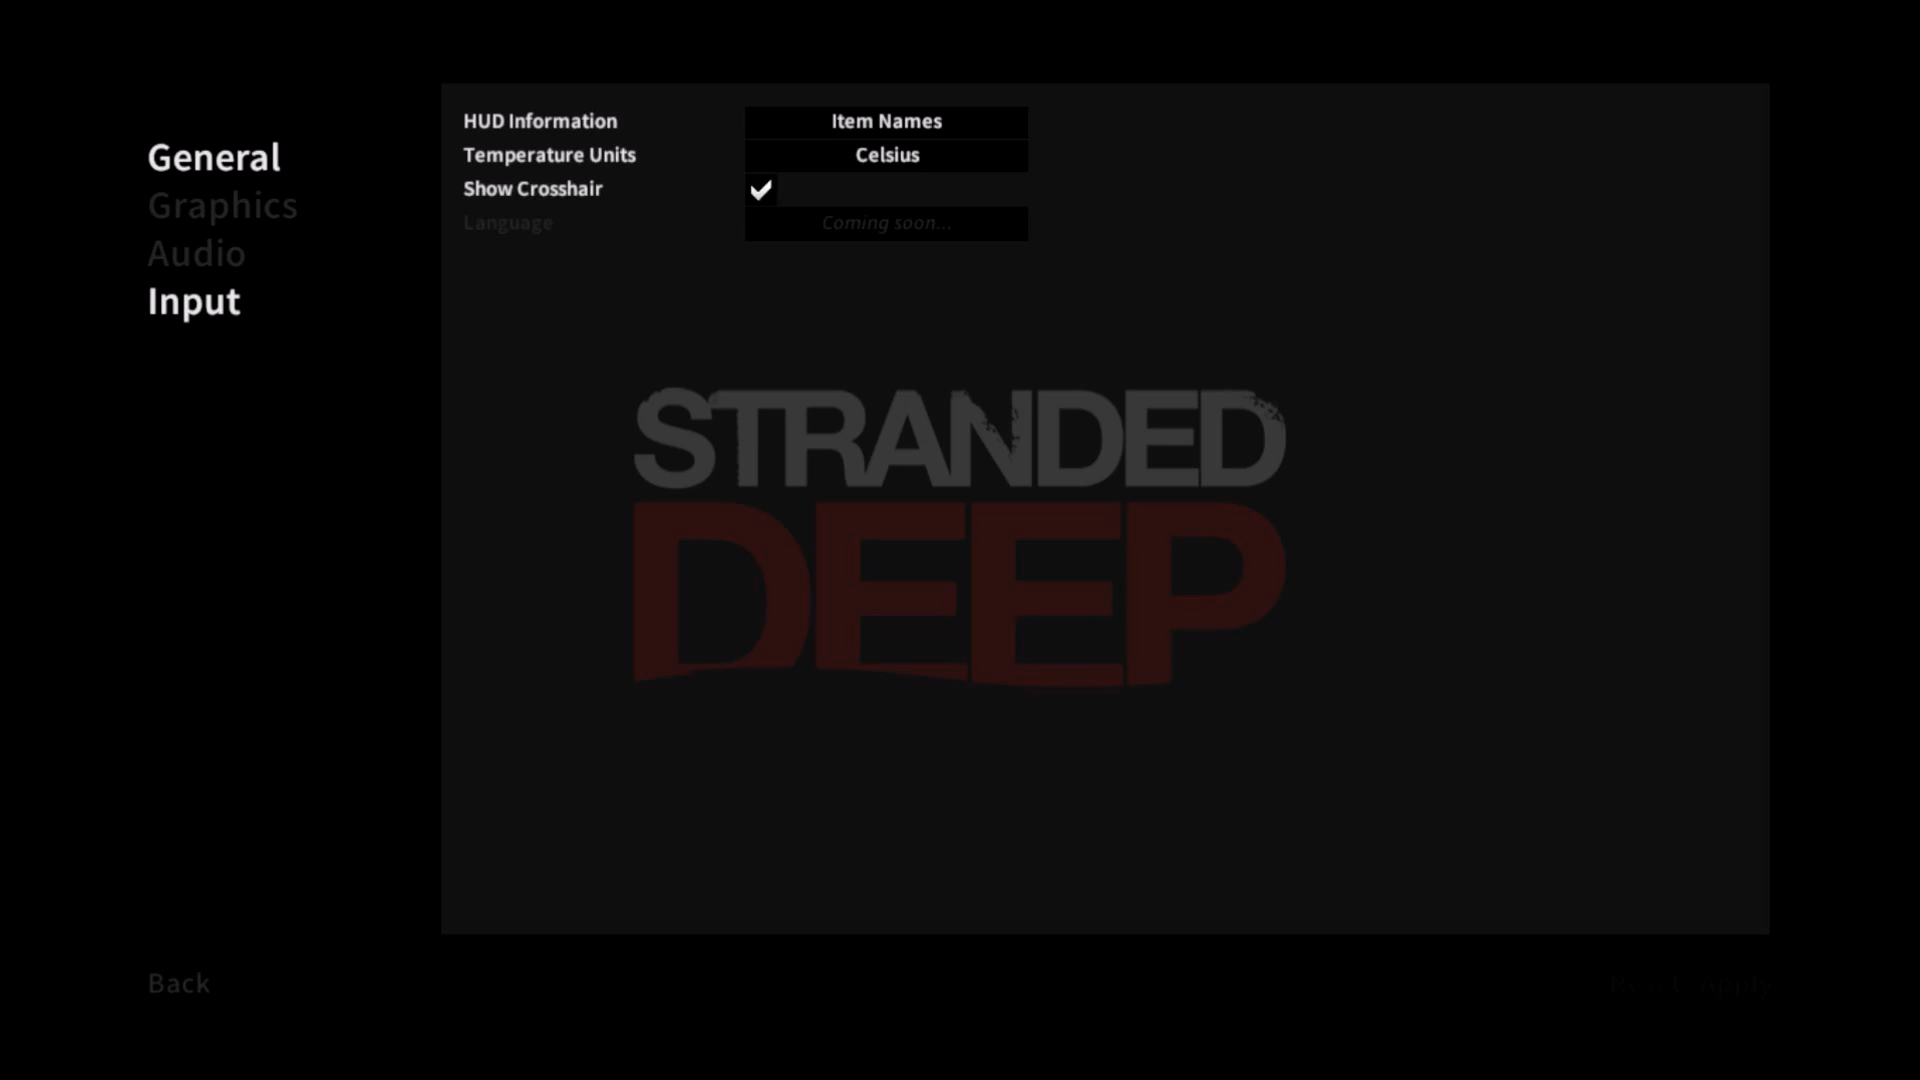 General
Graphics
Audio
Input
HUD Information Item Names
Temperature Units Celsius
Show Crosshair
Language Coming soon...
STRANDED
DEEP
Back Apply